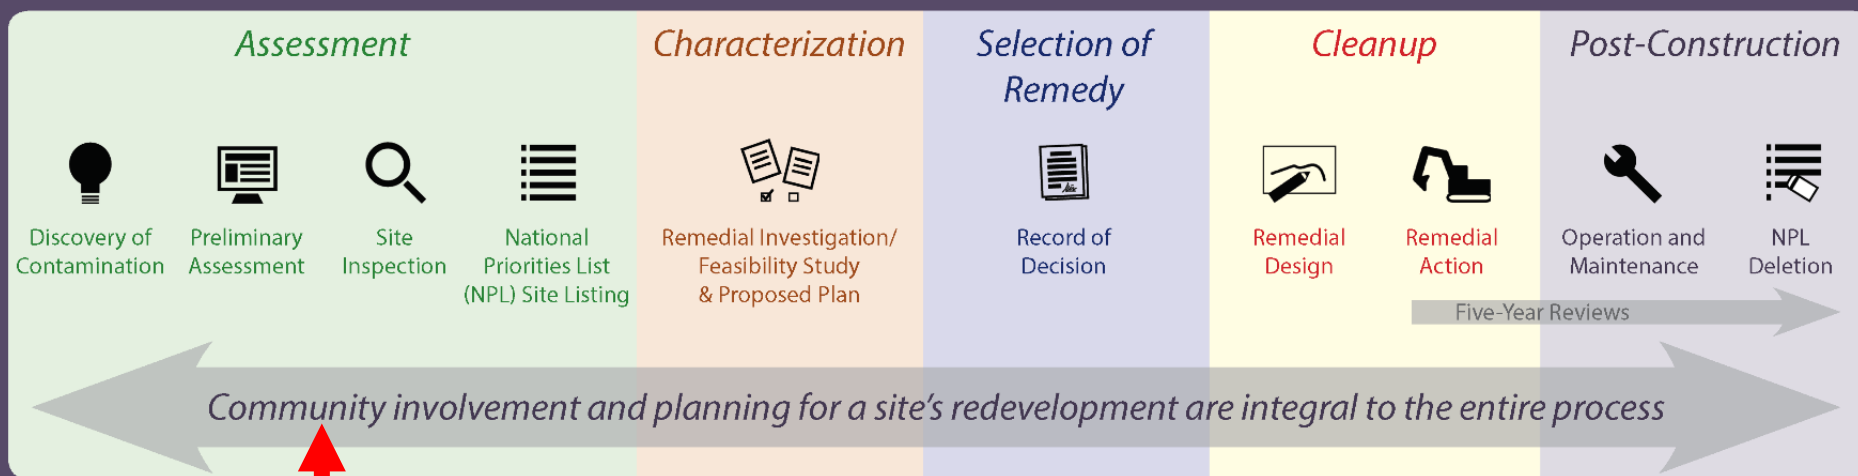 Assessment
Characterization
Selection of
Remedy
Cleanup
Post-Construction
Discovery of
Contamination
Preliminary
Assessment
Site
Inspection
National
Priorities List
(NPL) Site Listing
Remedial Investigation/
Feasibility Study
& Proposed Plan
Record of
Decision
Remedial
Design
Remedial
Action
Operation and
Maintenance
NPL
Deletion
Five-Year Reviews
Community involvement and planning for a site's redevelopment are integral to the entire process